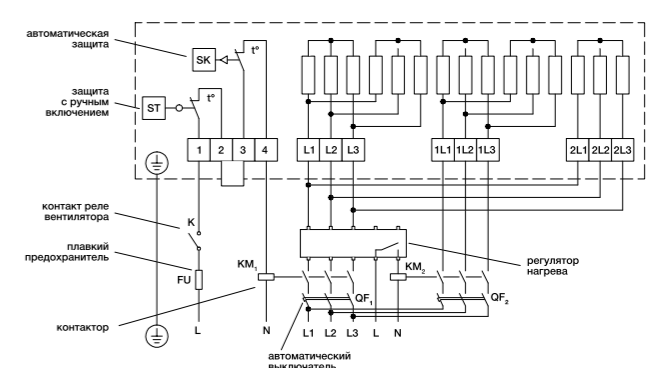 автоматическая
защита
SK
t°
защита
с ручным
включением
ST
t°
1 2 3 4
L1 L2 L3
1L1 1L2 1L3
2L1 2L2 2L3
контакт реле
вентилятора
K
плавкий
предохранитель
FU
KM₁
KM₂
регулятор
нагрева
QF₁
QF₂
контактор
L N L1 L2 L3 L N
автоматический
выключатель